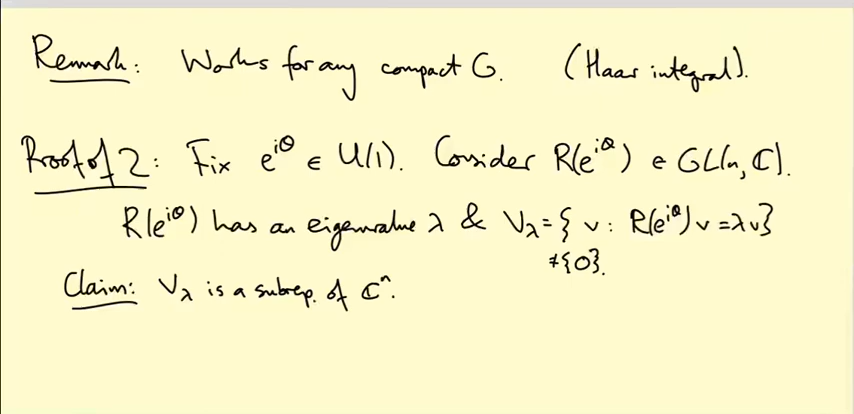 Remark: Works for any compact G. (Haar integral).
Proof of 2: Fix e^{iθ} ∈ U(1). Consider R(e^{iθ}) ∈ GL(n, ℂ).
R(e^{iθ}) has an eigenvalue λ & V_λ = { v : R(e^{iθ}) v = λv}
≠{0}.
Claim: V_λ is a subrep. of ℂ^n.